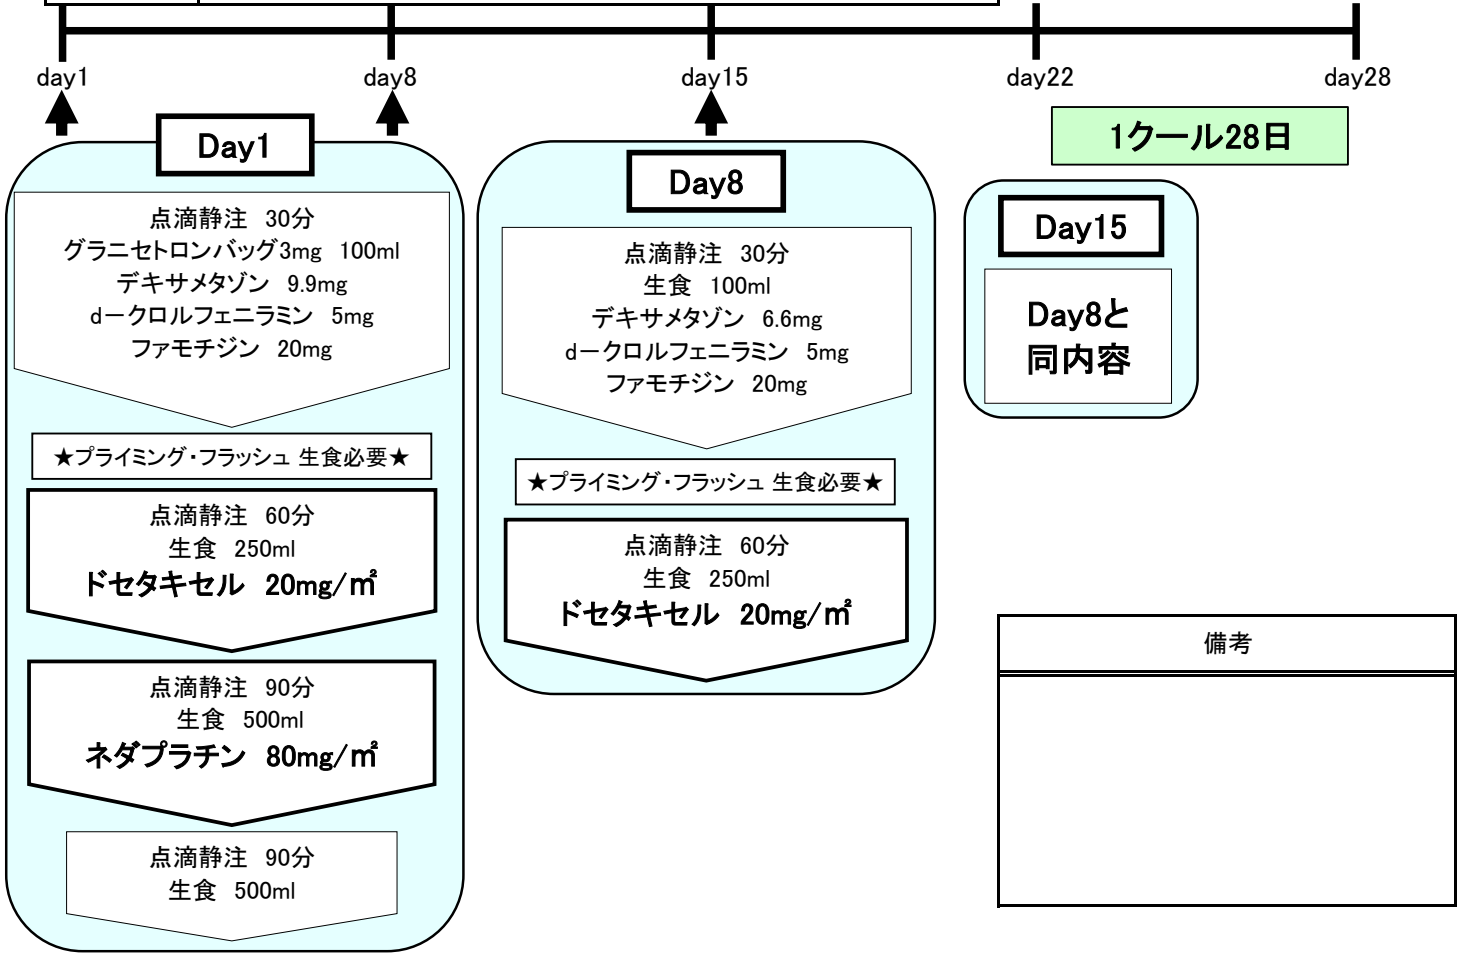 day1
day8
day15
day22
day28
1クール28日
Day1
点滴静注 30分
グラニセトロンバッグ3mg 100ml
デキサメタゾン 9.9mg
dークロルフェニラミン 5mg
ファモチジン 20mg
★プライミング・フラッシュ 生食必要★
点滴静注 60分
生食 250ml
ドセタキセル 20mg/㎡
点滴静注 90分
生食 500ml
ネダプラチン 80mg/㎡
点滴静注 90分
生食 500ml
Day8
点滴静注 30分
生食 100ml
デキサメタゾン 6.6mg
dークロルフェニラミン 5mg
ファモチジン 20mg
★プライミング・フラッシュ 生食必要★
点滴静注 60分
生食 250ml
ドセタキセル 20mg/㎡
Day15
Day8と
同内容
備考